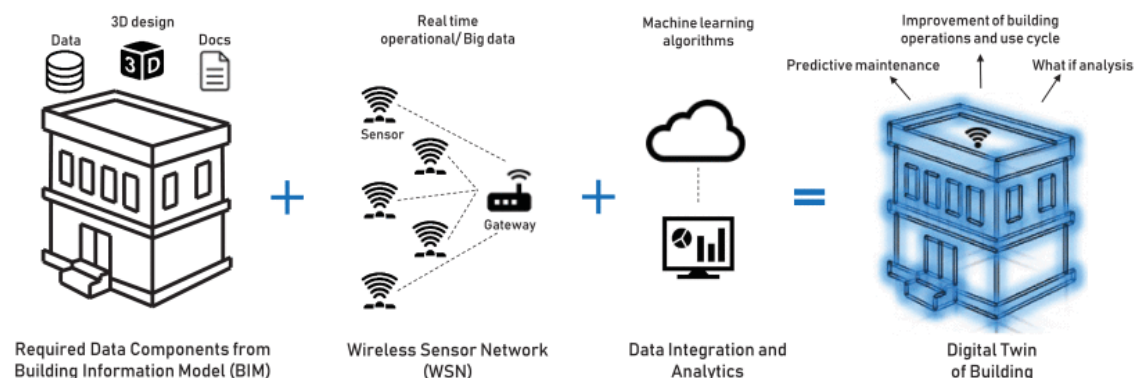 3D design
Data
3D
Docs
Required Data Components from
Building Information Model (BIM)
Real time
operational/ Big data
Sensor
Gateway
Wireless Sensor Network
(WSN)
Machine learning
algorithms
Data Integration and
Analytics
Improvement of building
operations and use cycle
Predictive maintenance
What if analysis
Digital Twin
of Building